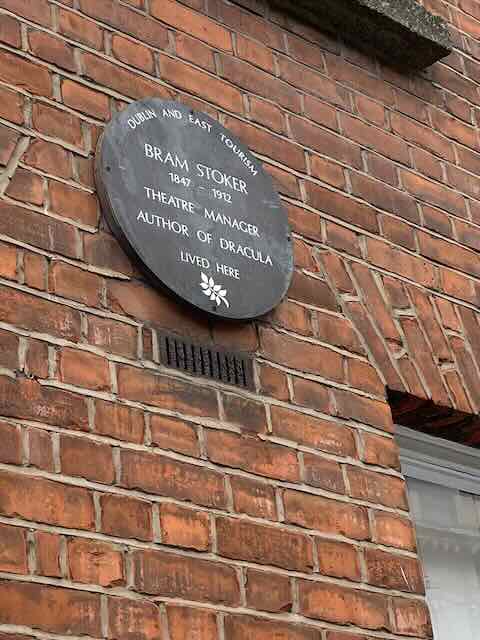 DUBLIN AND EAST TOURISM
BRAM STOKER
1847 - 1912
THEATRE MANAGER
AUTHOR OF DRACULA
LIVED HERE